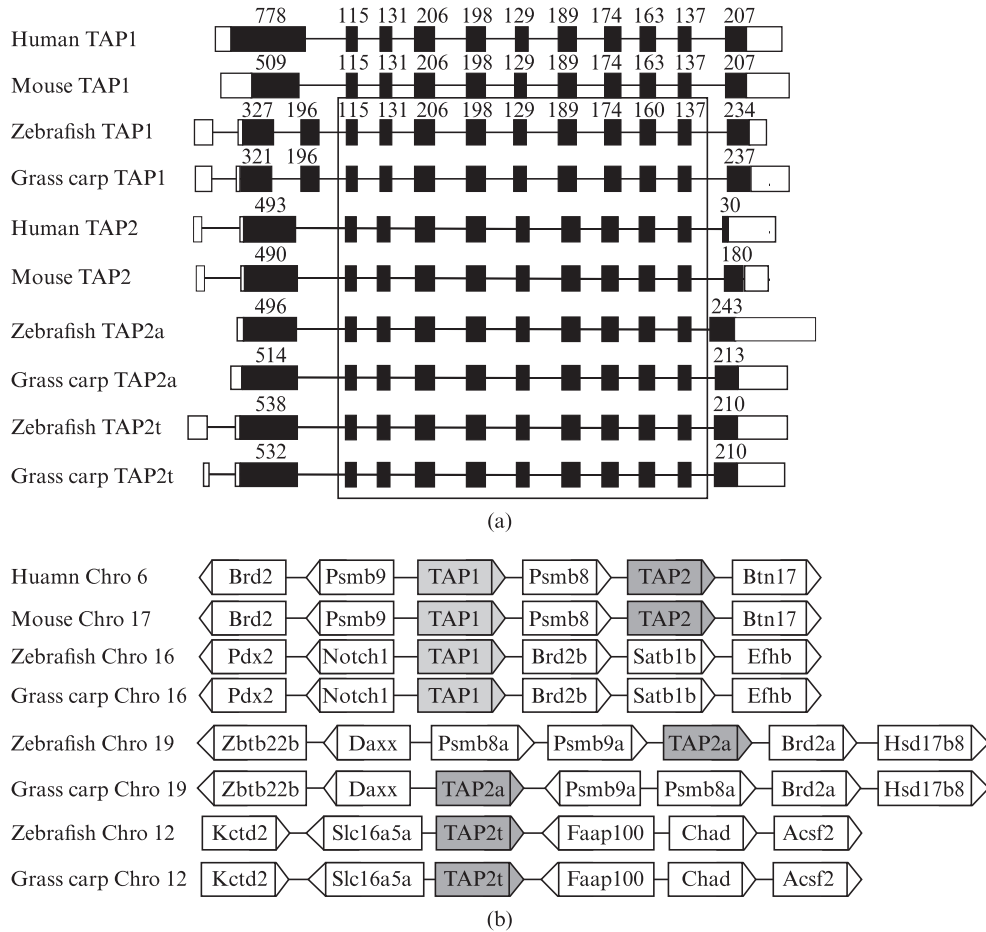 778 115 131 206 198 129 189 174 163 137 207
Human TAP1
509 115 131 206 198 129 189 174 163 137 207
Mouse TAP1
327 196 115 131 206 198 129 189 174 160 137 234
Zebrafish TAP1
321 196 237
Grass carp TAP1
493 30
Human TAP2
490 180
Mouse TAP2
496 243
Zebrafish TAP2a
514 213
Grass carp TAP2a
538 210
Zebrafish TAP2t
532 210
Grass carp TAP2t
(a)
Huamn Chro 6 Brd2 Psmb9 TAP1 Psmb8 TAP2 Btn17
Mouse Chro 17 Brd2 Psmb9 TAP1 Psmb8 TAP2 Btn17
Zebrafish Chro 16 Pdx2 Notch1 TAP1 Brd2b Satb1b Efhb
Grass carp Chro 16 Pdx2 Notch1 TAP1 Brd2b Satb1b Efhb
Zebrafish Chro 19 Zbtb22b Daxx Psmb8a Psmb9a TAP2a Brd2a Hsd17b8
Grass carp Chro 19 Zbtb22b Daxx TAP2a Psmb9a Psmb8a Brd2a Hsd17b8
Zebrafish Chro 12 Kctd2 Slc16a5a TAP2t Faap100 Chad Acsf2
Grass carp Chro 12 Kctd2 Slc16a5a TAP2t Faap100 Chad Acsf2
(b)